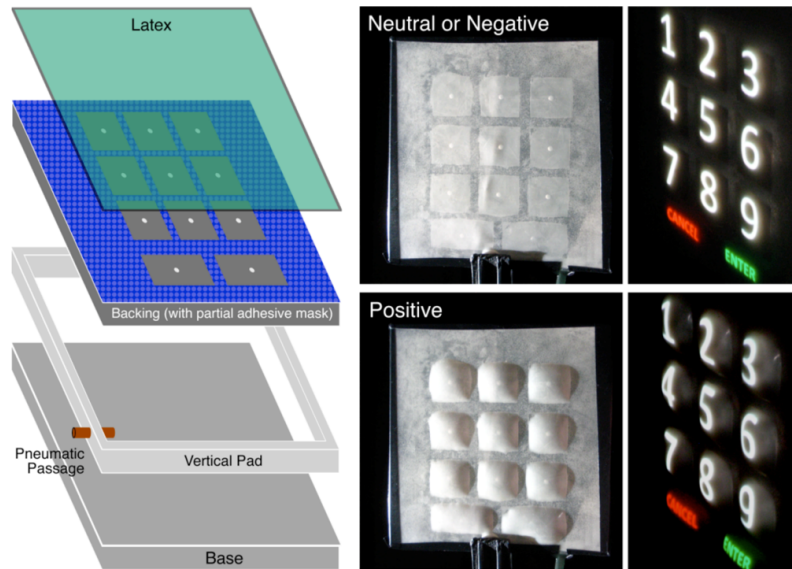 Latex
Backing (with partial adhesive mask)
Pneumatic
Passage
Vertical Pad
Base
Neutral or Negative
1 2 3
4 5 6
7 8 9
CANCEL
ENTER
Positive
1 2 3
4 5 6
7 8 9
CANCEL
ENTER